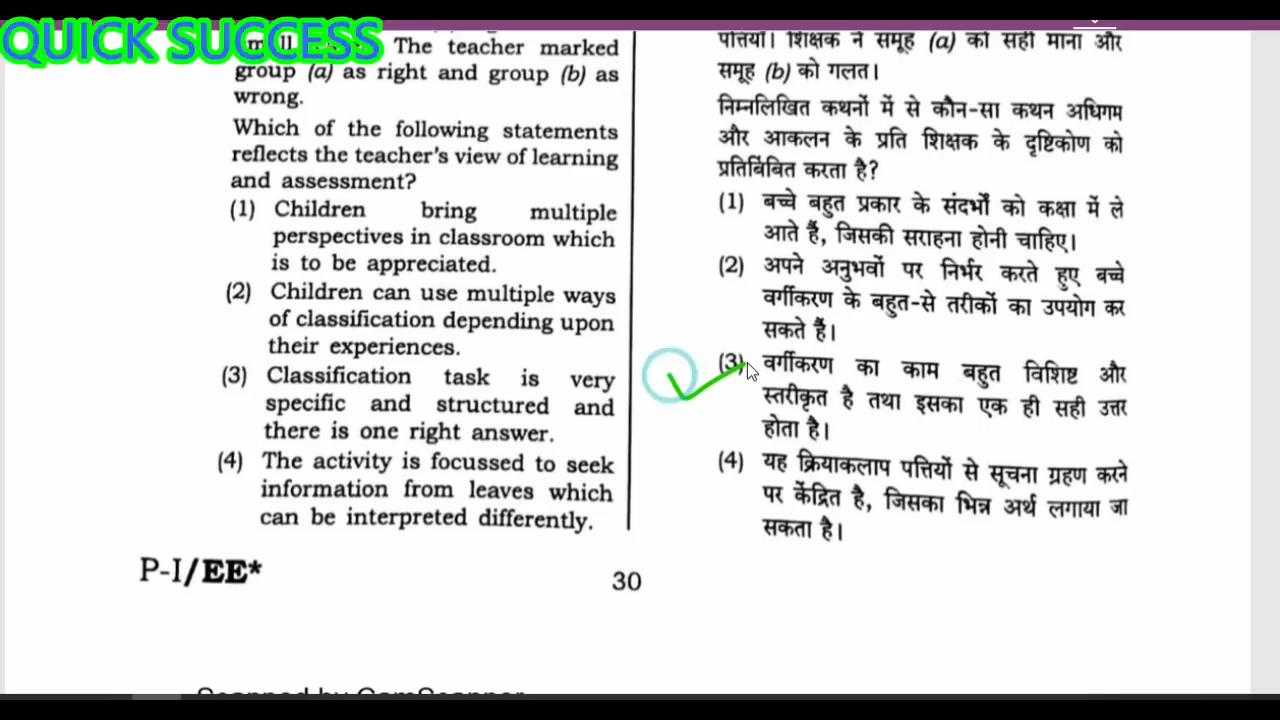 QUICK SUCCESS
The teacher marked
group (a) as right and group (b) as
wrong.
Which of the following statements
reflects the teacher's view of learning
and assessment?
(1) Children bring multiple
perspectives in classroom which
is to be appreciated.
(2) Children can use multiple ways
of classification depending upon
their experiences.
(3) Classification task is very
specific and structured and
there is one right answer.
(4) The activity is focussed to seek
information from leaves which
can be interpreted differently.
पत्तियाँ। शिक्षक ने समूह (a) को सही माना और
समूह (b) को गलत।
निम्नलिखित कथनों में से कौन-सा कथन अधिगम
और आकलन के प्रति शिक्षक के दृष्टिकोण को
प्रतिबिंबित करता है?
(1) बच्चे बहुत प्रकार के संदर्भों को कक्षा में ले
आते हैं, जिसकी सराहना होनी चाहिए।
(2) अपने अनुभवों पर निर्भर करते हुए बच्चे
वर्गीकरण के बहुत-से तरीकों का उपयोग कर
सकते हैं।
(3) वर्गीकरण का काम बहुत विशिष्ट और
स्तरीकृत है तथा इसका एक ही सही उत्तर
होता है।
(4) यह क्रियाकलाप पत्तियों से सूचना ग्रहण करने
पर केंद्रित है, जिसका भिन्न अर्थ लगाया जा
सकता है।
P-I/EE*
30
Scanned by CamScanner